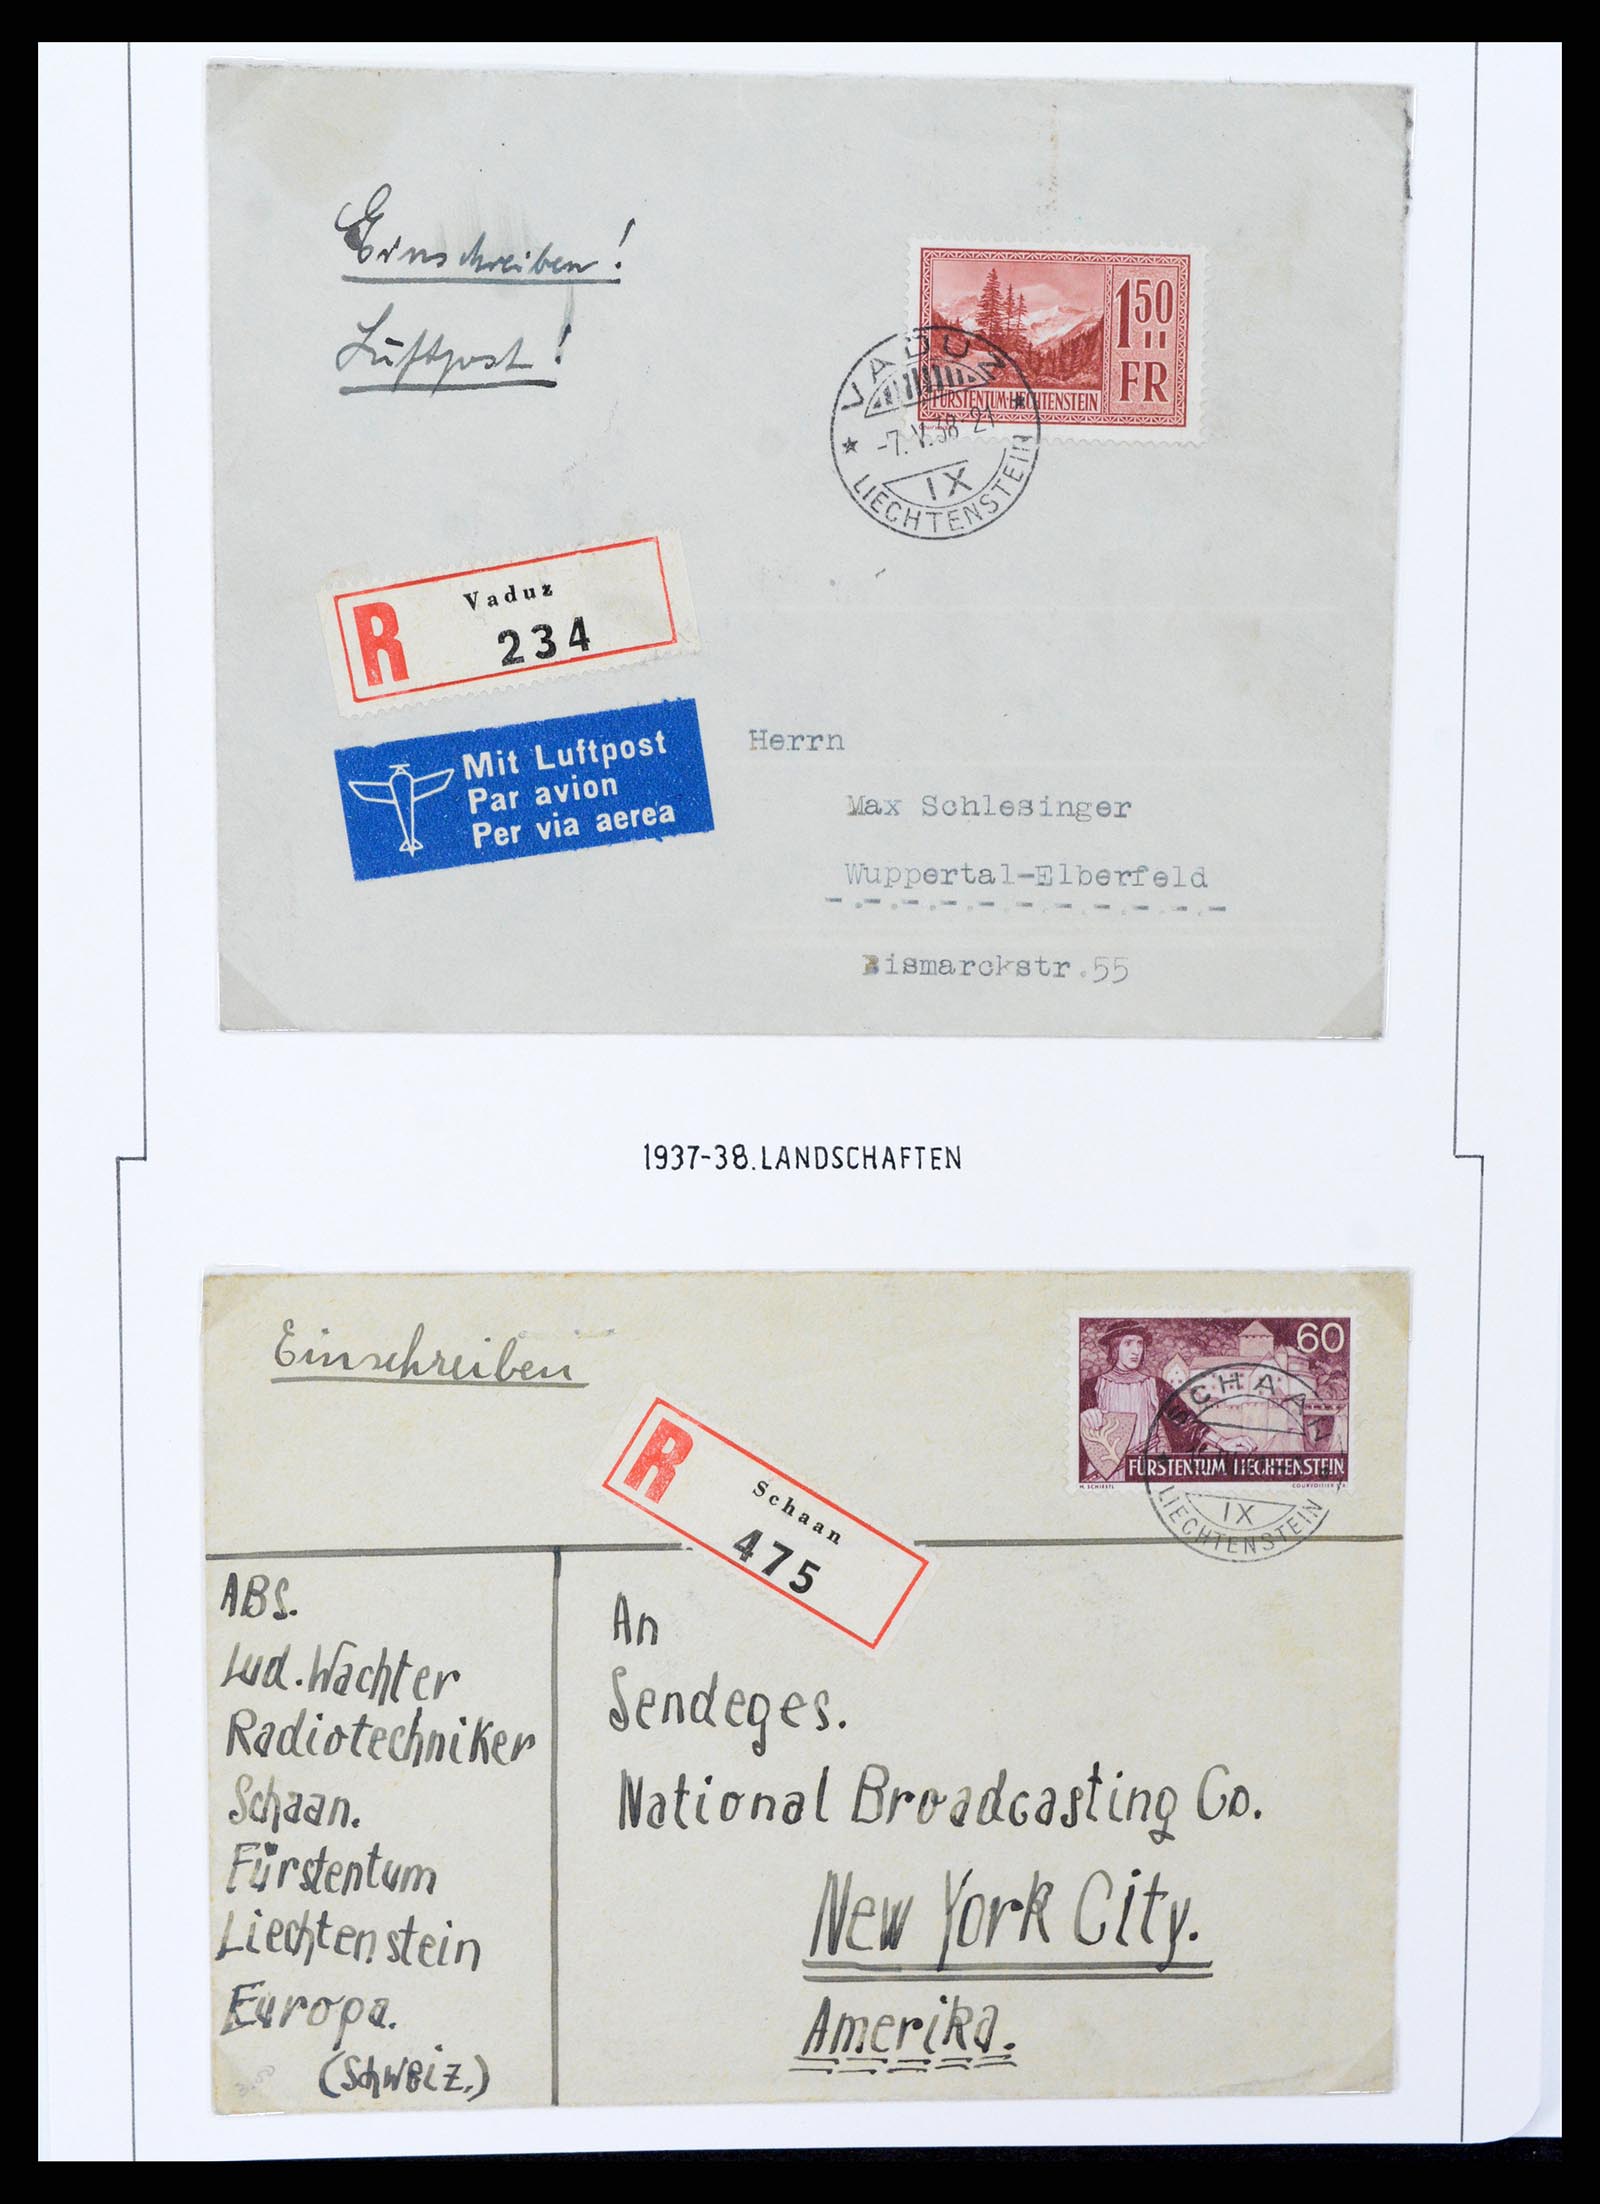 Einschreiben!
Luftpost!
1 50
FR
FÜRSTENTUM·LIECHTENSTEIN
VADUZ
-7.V.38-21
IX
LIECHTENSTEIN
R Vaduz
234
Mit Luftpost
Par avion
Per via aerea
Herrn
Max Schlesinger
Wuppertal-Elberfeld
Bismarckstr.55
1937-38.LANDSCHAFTEN
Einschreiben
60
FÜRSTENTUM LIECHTENSTEIN
H. SCHIESTL
SCHAAN
IX
LIECHTENSTEIN
R Schaan
475
ABS.
Lud. Wachter
Radiotechniker
Schaan.
Fürstentum
Liechtenstein
Europa.
(Schweiz.)
An
Sendeges.
National Broadcasting Co.
New York City.
Amerika.